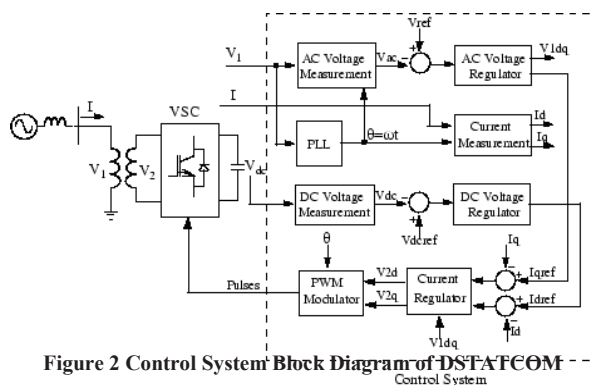 Vref
V1
AC Voltage
Measurement
Vac
-
+
AC Voltage
Regulator
V1dq
I
I
VSC
PLL
θ=ωt
Current
Measurement
Id
Iq
V1
V2
Vdc
DC Voltage
Measurement
Vdc
-
+
Vdcref
DC Voltage
Regulator
θ
Iq
-
+
Iqref
Pulses
PWM
Modulator
V2d
V2q
Current
Regulator
+
Idref
-
Id
V1dq
Figure 2 Control System Block Diagram of DSTATCOM
Control System